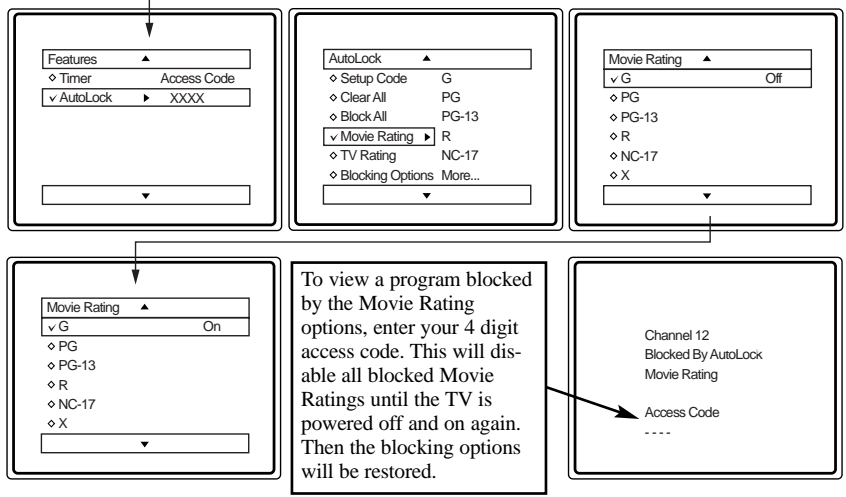 Features ▲
◇ Timer Access Code
✓ AutoLock ▶ XXXX
▼
AutoLock ▲
◇ Setup Code G
◇ Clear All PG
◇ Block All PG-13
✓ Movie Rating ▶ R
◇ TV Rating NC-17
◇ Blocking Options More...
▼
Movie Rating ▲
✓ G Off
◇ PG
◇ PG-13
◇ R
◇ NC-17
◇ X
▼
Movie Rating ▲
✓ G On
◇ PG
◇ PG-13
◇ R
◇ NC-17
◇ X
▼
To view a program blocked
by the Movie Rating
options, enter your 4 digit
access code. This will dis-
able all blocked Movie
Ratings until the TV is
powered off and on again.
Then the blocking options
will be restored.
Channel 12
Blocked By AutoLock
Movie Rating
Access Code
- - - -